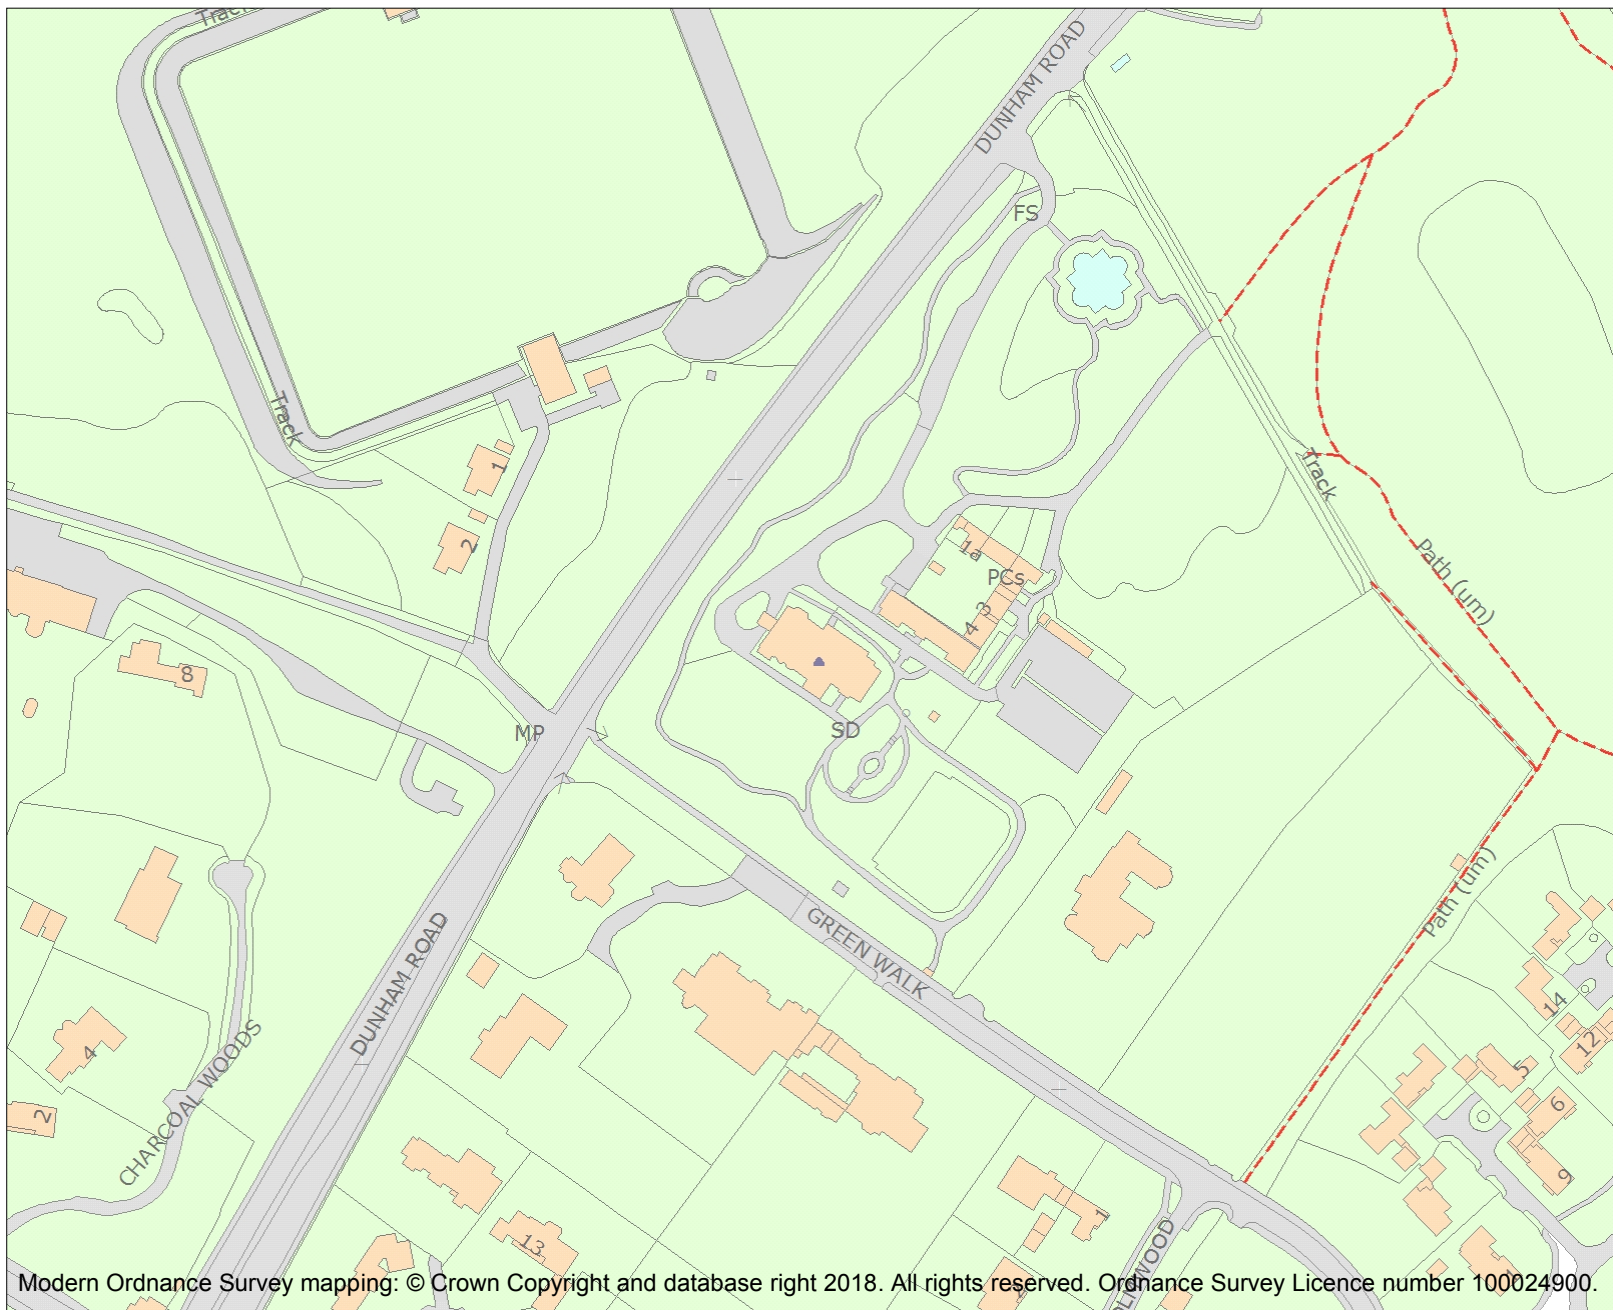 Track
DUNHAM ROAD
FS
Track
1
2
Track
1a
PCs
3
4
Path (um)
8
MP
SD
Path (um)
GREEN WALK
DUNHAM ROAD
14
12
5
6
9
4
2
CHARCOAL WOODS
1
13
1
Modern Ordnance Survey mapping: © Crown Copyright and database right 2018. All rights reserved. Ordnance Survey Licence number 100024900.